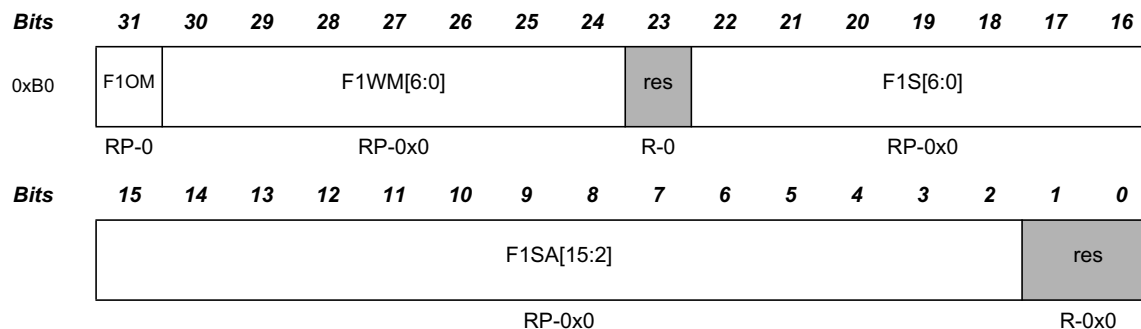 Bits 31 30 29 28 27 26 25 24 23 22 21 20 19 18 17 16
0xB0 F1OM F1WM[6:0] res F1S[6:0]
RP-0 RP-0x0 R-0 RP-0x0
Bits 15 14 13 12 11 10 9 8 7 6 5 4 3 2 1 0
F1SA[15:2] res
RP-0x0 R-0x0